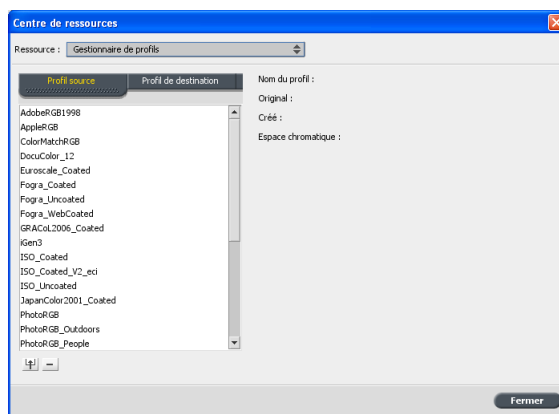 Centre de ressources
Ressource : Gestionnaire de profils
Profil source Profil de destination
AdobeRGB1998
AppleRGB
ColorMatchRGB
DocuColor_12
Euroscale_Coated
Fogra_Coated
Fogra_Uncoated
Fogra_WebCoated
GRACoL2006_Coated
iGen3
ISO_Coated
ISO_Coated_V2_eci
ISO_Uncoated
JapanColor2001_Coated
PhotoRGB
PhotoRGB_Outdoors
PhotoRGB_People
Nom du profil :
Original :
Créé :
Espace chromatique :
Fermer